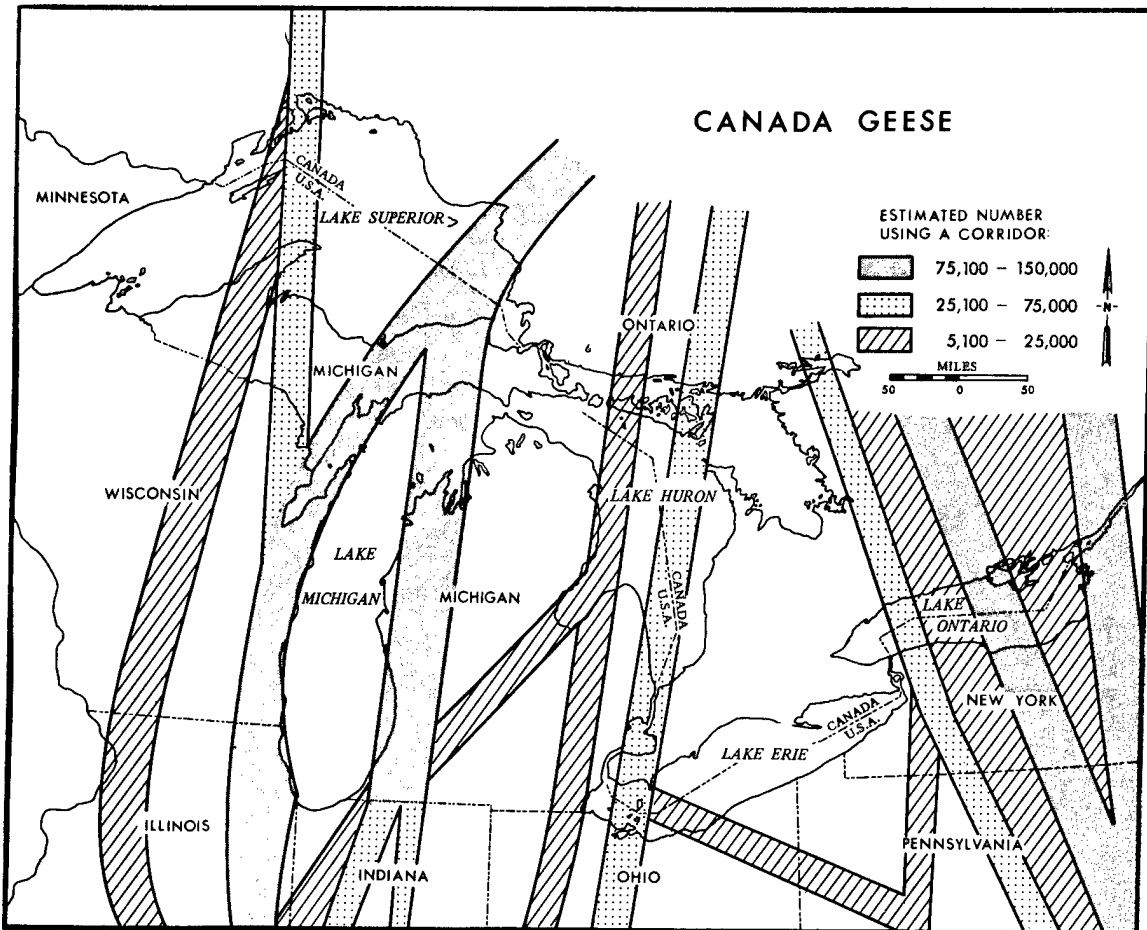 CANADA GEESE
ESTIMATED NUMBER
USING A CORRIDOR:
75,100 – 150,000
25,100 – 75,000
5,100 – 25,000
MILES
50 0 50
-N-
MINNESOTA
CANADA
U.S.A.
LAKE SUPERIOR
ONTARIO
MICHIGAN
WISCONSIN
LAKE HURON
LAKE
MICHIGAN
MICHIGAN
CANADA
U.S.A.
LAKE
ONTARIO
NEW YORK
CANADA
U.S.A.
LAKE ERIE
ILLINOIS
INDIANA
OHIO
PENNSYLVANIA